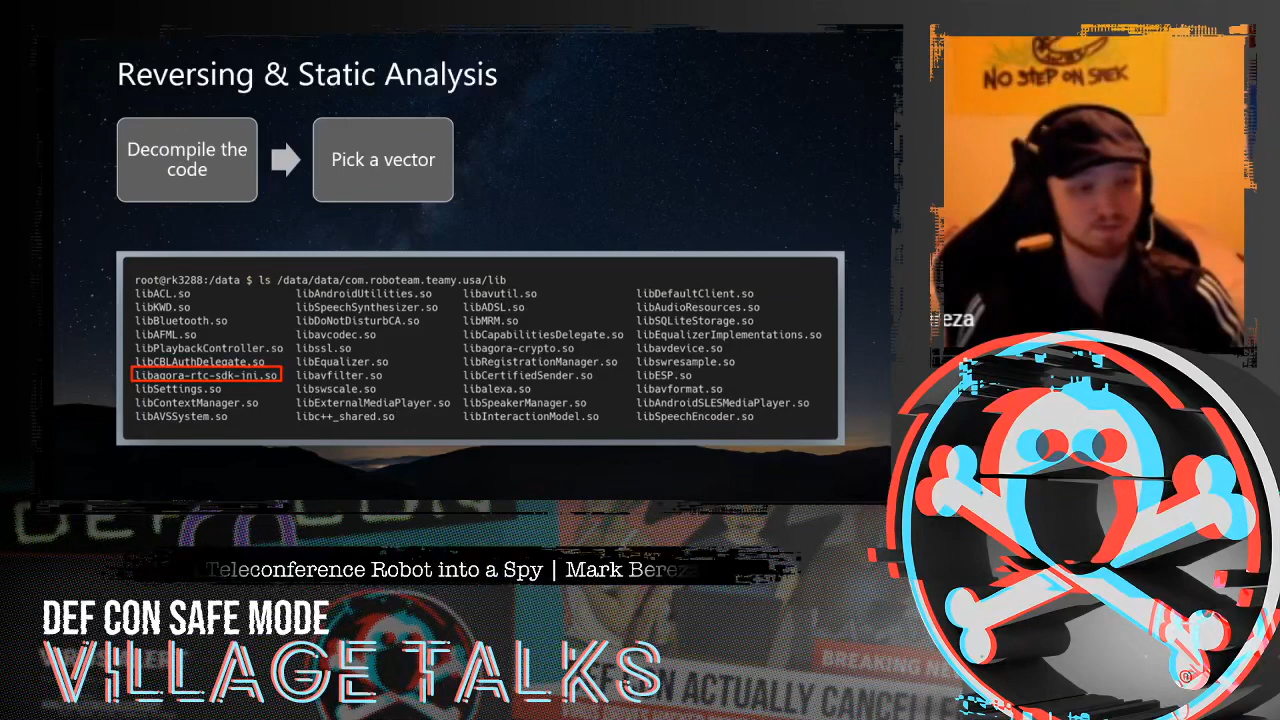 Reversing & Static Analysis
Decompile the
code
Pick a vector
root@rk3288:/data $ ls /data/data/com.roboteam.teamy.usa/lib
libACL.so libAndroidUtilities.so libavutil.so libDefaultClient.so
libKWD.so libSpeechSynthesizer.so libADSL.so libAudioResources.so
libBluetooth.so libDoNotDisturbCA.so libMRM.so libSQLiteStorage.so
libAFML.so libavcodec.so libCapabilitiesDelegate.so libEqualizerImplementations.so
libPlaybackController.so libssl.so libagora-crypto.so libavdevice.so
libCBLAuthDelegate.so libEqualizer.so libRegistrationManager.so libswresample.so
libagora-rtc-sdk-jni.so libavfilter.so libCertifiedSender.so libESP.so
libSettings.so libswscale.so libalexa.so libavformat.so
libContextManager.so libExternalMediaPlayer.so libSpeakerManager.so libAndroidSLESMediaPlayer.so
libAVSSystem.so libc++_shared.so libInteractionModel.so libSpeechEncoder.so
NO STEP ON SNEK
eza
DEF CON
Teleconference Robot into a Spy | Mark Bereza
DEF CON SAFE MODE
VILLAGE TALKS
BREAKING NE
EF CON ACTUALLY CANCELLE
®